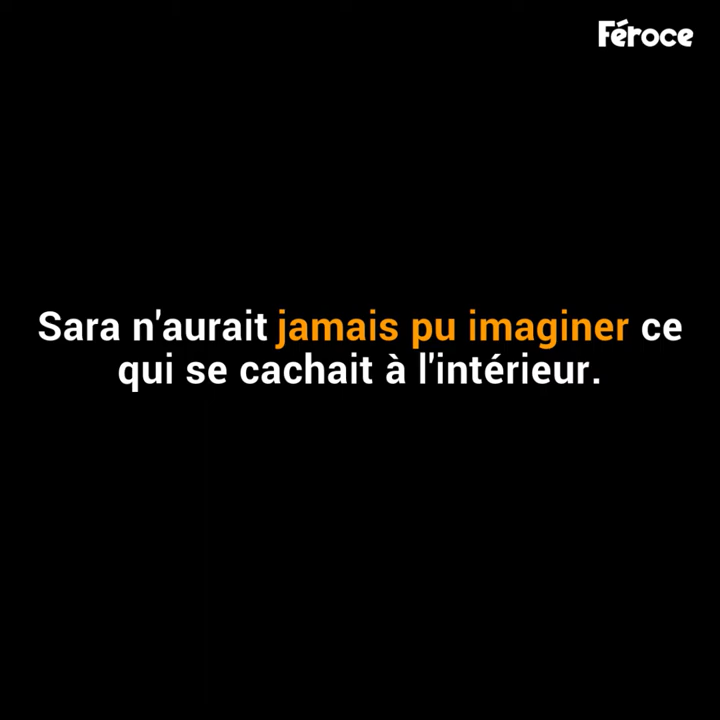 Féroce
Sara n'aurait jamais pu imaginer ce
qui se cachait à l'intérieur.